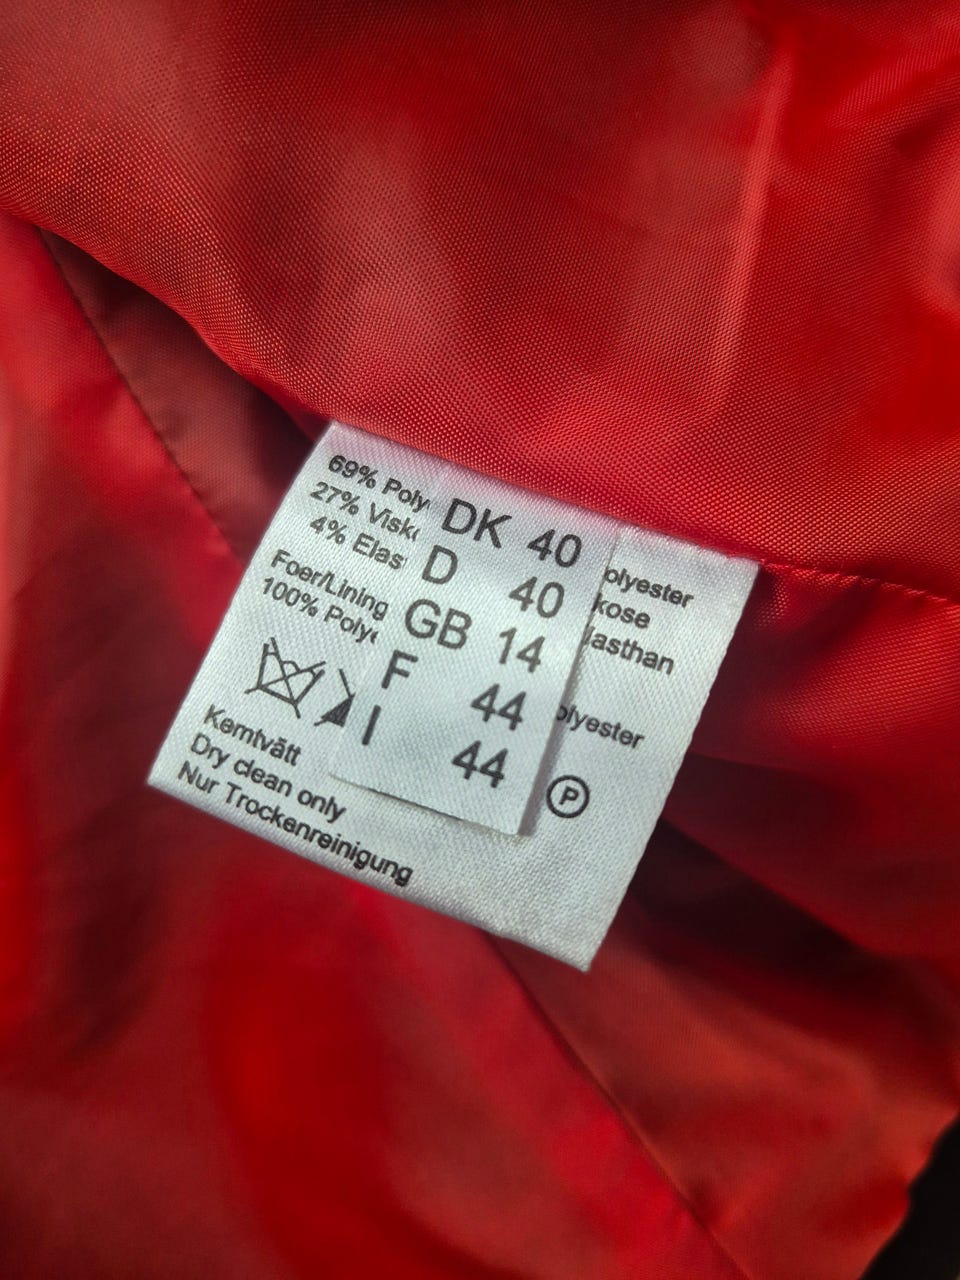 69% Poly
27% Visk
4% Elas
Foer/Lining
100% Poly
Kemtvätt
Dry clean only
Nur Trockenreinigung
DK 40
D 40
GB 14
F 44
I 44
olyester
kose
lasthan
olyester
P